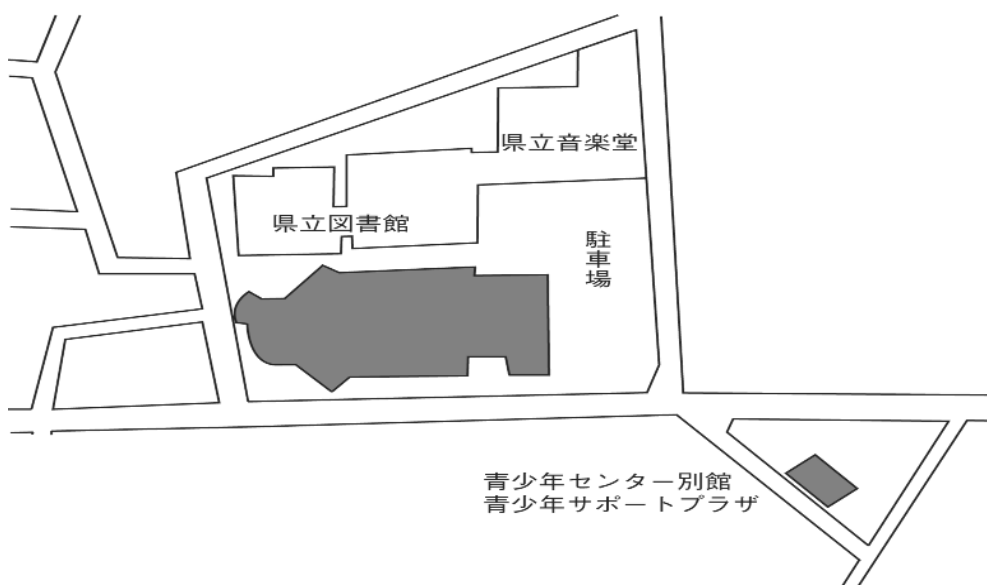 県立音楽堂
県立図書館
駐車場
青少年センター別館
青少年サポートプラザ